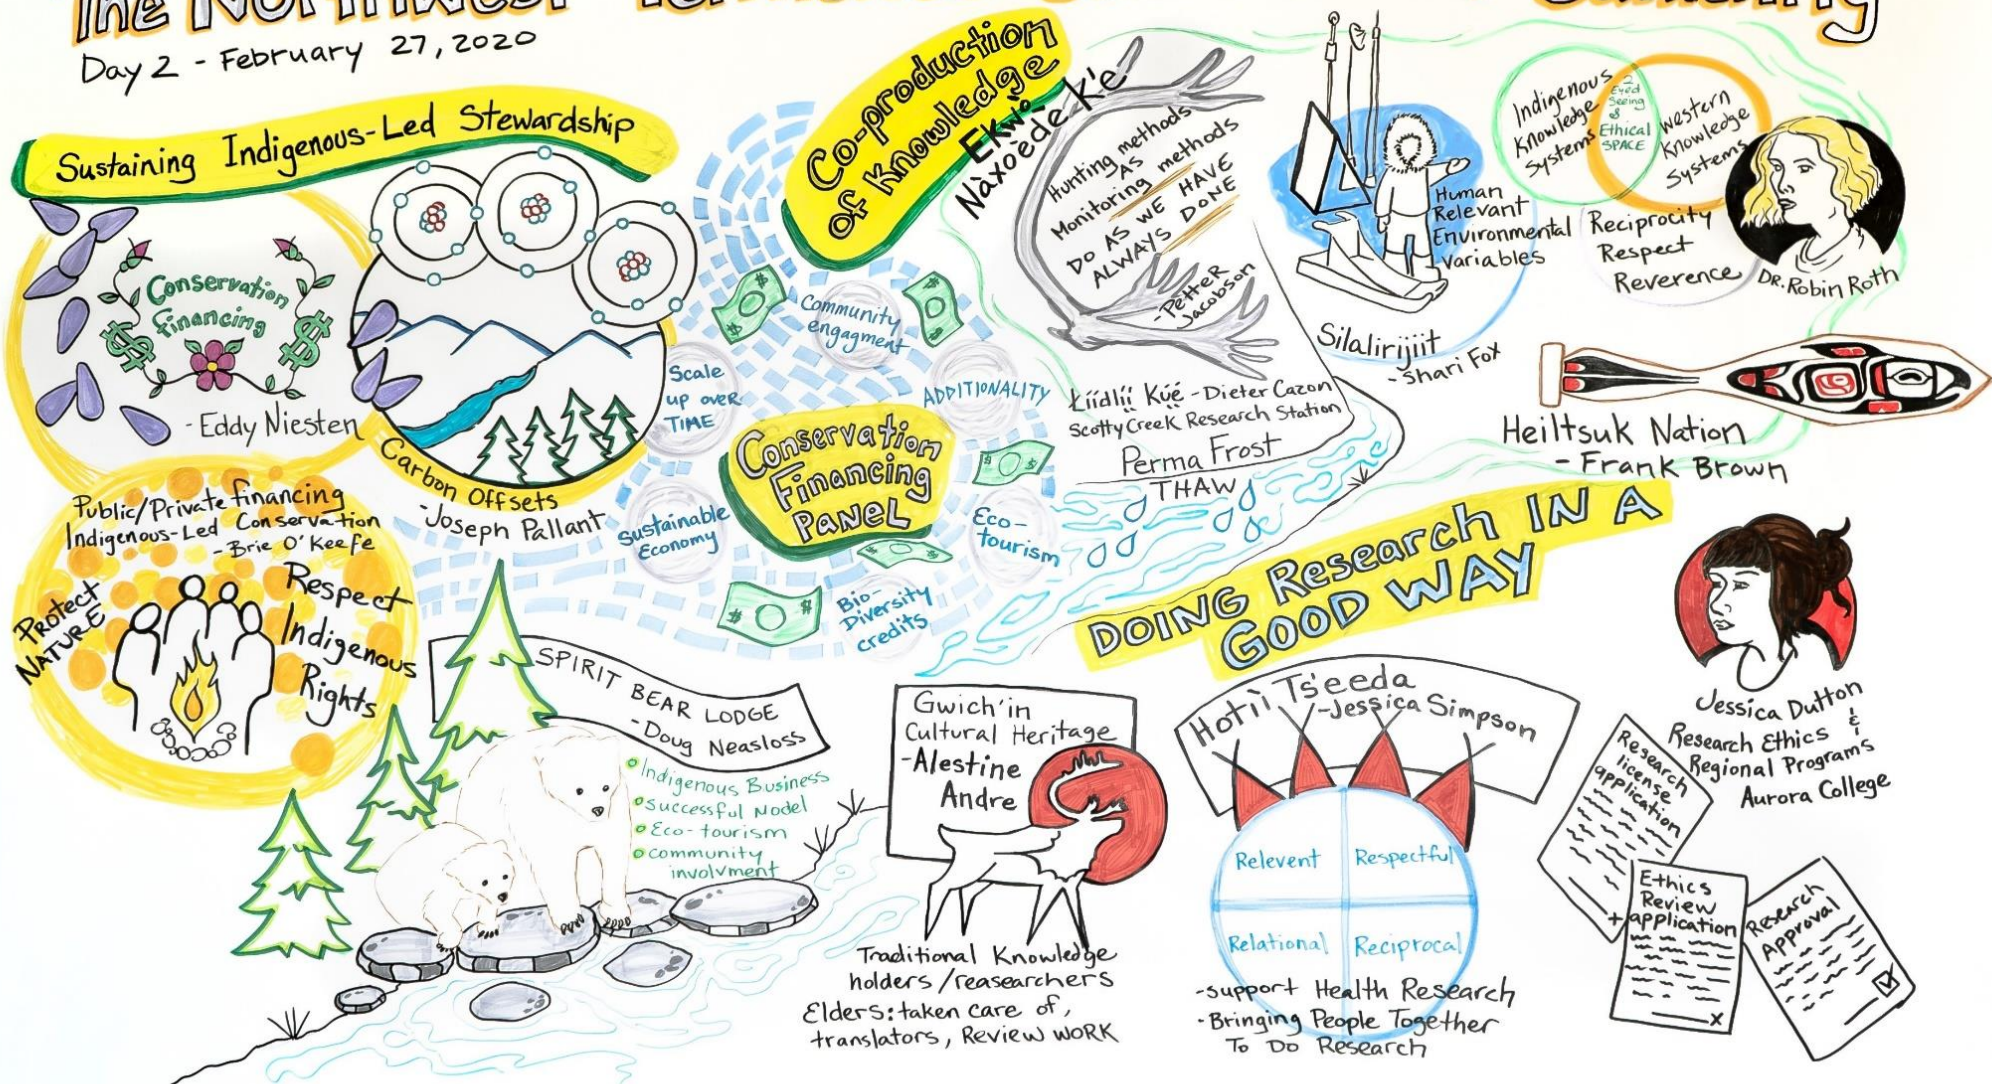 The Northwest
Day 2 - February 27, 2020
Sustaining Indigenous-Led Stewardship
Conservation
financing
- Eddy Niesten
Carbon Offsets
- Joseph Pallant
Public/Private financing
Indigenous-Led Conservation
- Brie O'Keefe
Protect
NATURE
Respect
Indigenous
Rights
Conservation
Financing
PANEL
Community
engagment
ADDITIONALITY
Eco-
tourism
Bio-
Diversity
credits
Sustainable
Economy
Scale
up over
TIME
SPIRIT BEAR LODGE
- Doug Neasloss
Indigenous Business
successful Model
Eco-tourism
community
involvment
Co-production
of Knowledge
Ekwǫ̀
Nàxoède K'è
Hunting methods
AS
Monitoring methods
DO AS WE HAVE
ALWAYS DONE
- Petter
Jacobson
Łíídlı̨ı̨ Kų́ę́ - Dieter Cazon
Scotty Creek Research Station
Perma Frost
THAW
Human
Relevant
Environmental
variables
Silalirijiit
- Shari Fox
Indigenous
Knowledge
Systems
2
Eyed
Seeing
&
Ethical
SPACE
Western
Knowledge
Systems
Reciprocity
Respect
Reverence
DR. Robin Roth
Heiltsuk Nation
- Frank Brown
DOING Research IN A
GOOD WAY
Gwich'in
Cultural Heritage
- Alestine
Andre
Traditional Knowledge
holders/reasearchers
Elders: taken care of,
translators, Review WORK
Hotıì Ts'eeda
- Jessica Simpson
Relevent
Respectful
Relational
Reciprocal
- support Health Research
- Bringing People Together
To Do Research
Jessica Dutton
&
Research Ethics
Regional Programs
Aurora College
Research
license
application
Ethics
Review
application
x
Research
Approval